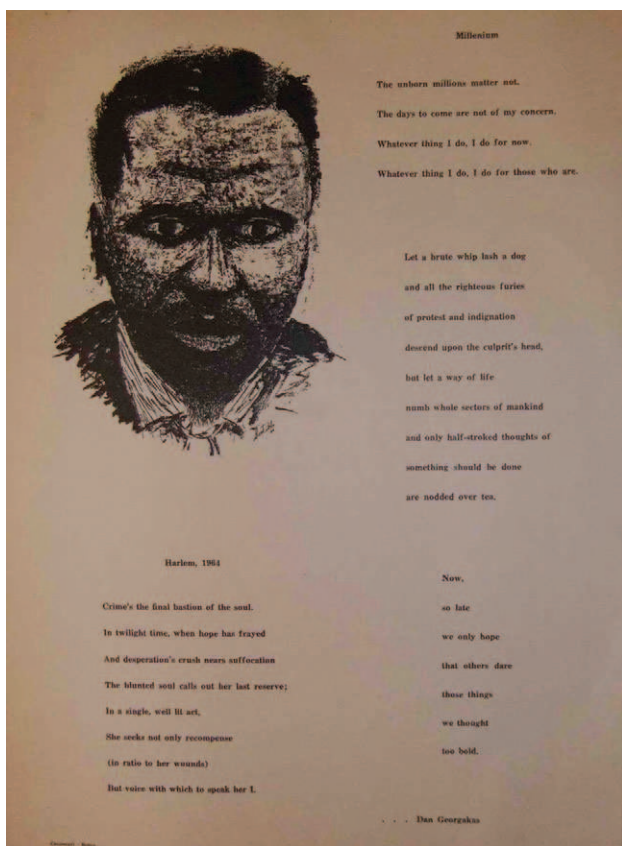 Millenium
The unborn millions matter not.
The days to come are not of my concern.
Whatever thing I do, I do for now.
Whatever thing I do, I do for those who are.
Let a brute whip lash a dog
and all the righteous furies
of protest and indignation
descend upon the culprit's head,
but let a way of life
numb whole sectors of mankind
and only half-stroked thoughts of
something should be done
are nodded over tea.
Harlem, 1964
Crime's the final bastion of the soul.
In twilight time, when hope has frayed
And desperation's crush nears suffocation
The blunted soul calls out her last reserve;
In a single, well lit act,
She seeks not only recompense
(in ratio to her wounds)
But voice with which to speak her I.
Now,
so late
we only hope
that others dare
those things
we thought
too bold.
. . . Dan Georgakas